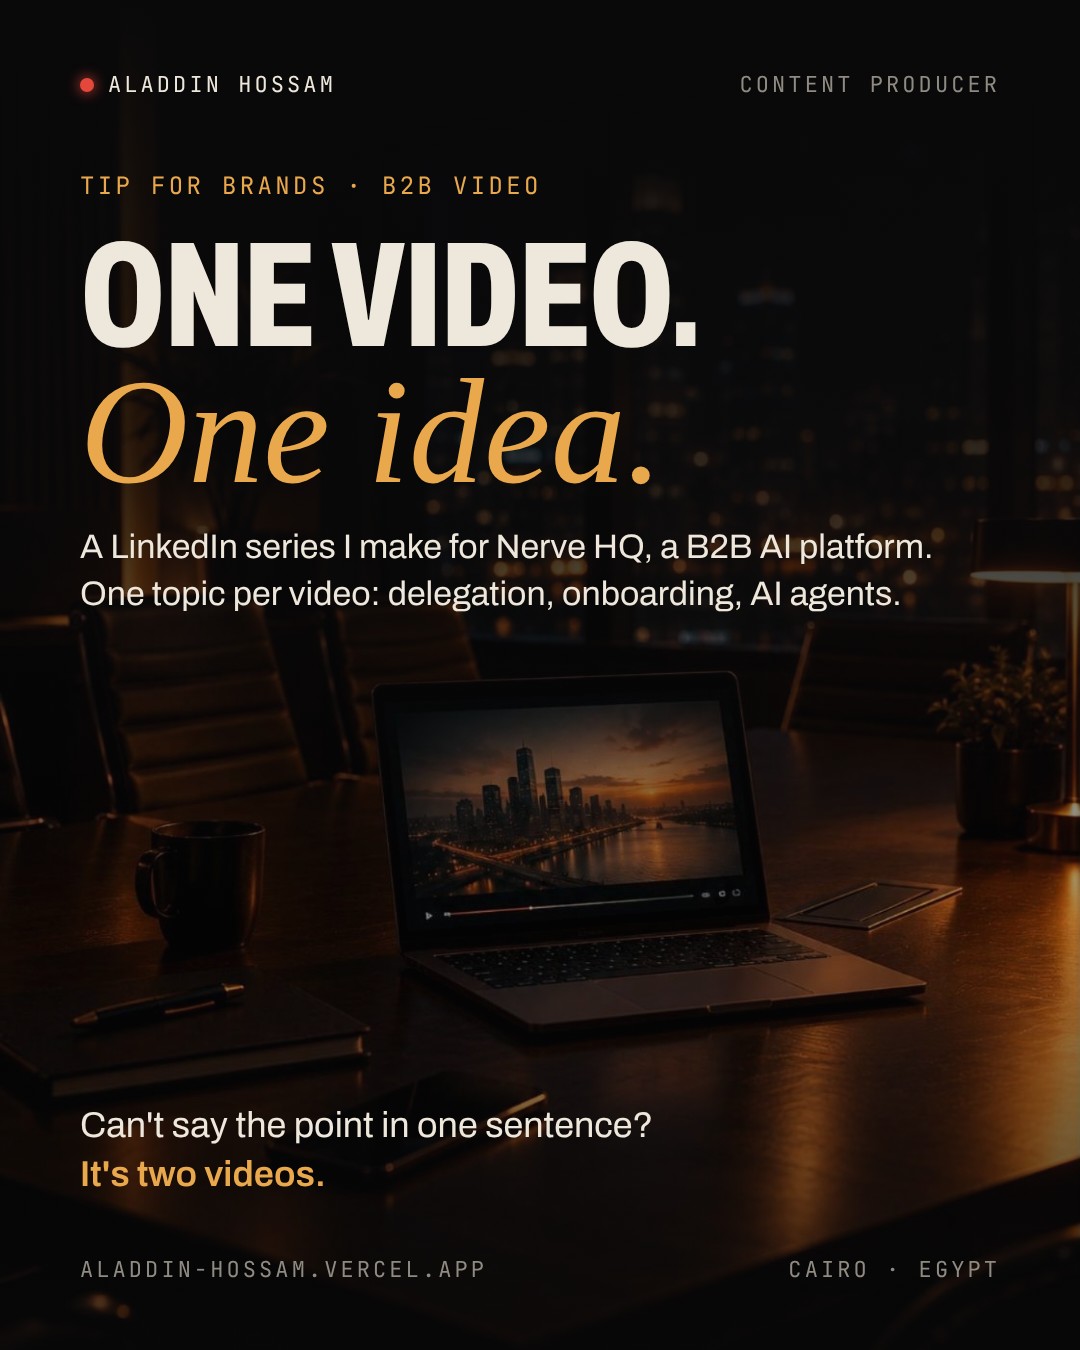 ALADDIN HOSSAM
CONTENT PRODUCER
TIP FOR BRANDS · B2B VIDEO
ONE VIDEO.
One idea.
A LinkedIn series I make for Nerve HQ, a B2B AI platform.
One topic per video: delegation, onboarding, AI agents.
Can't say the point in one sentence?
It's two videos.
ALADDIN-HOSSAM.VERCEL.APP
CAIRO · EGYPT